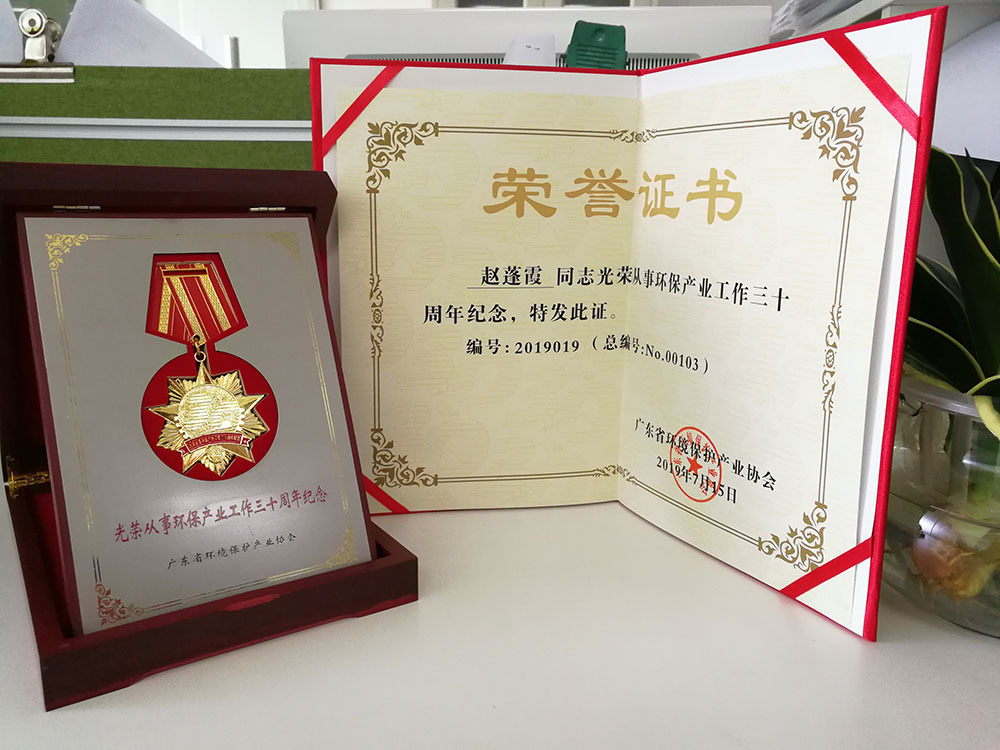 荣誉证书
赵蓬霞 同志光荣从事环保产业工作三十
周年纪念，特发此证。
编号:2019019（总编号:No.00103）
广东省环境保护产业协会
2019年7月15日
光荣从事环保产业工作三十周年纪念
广东省环境保护产业协会